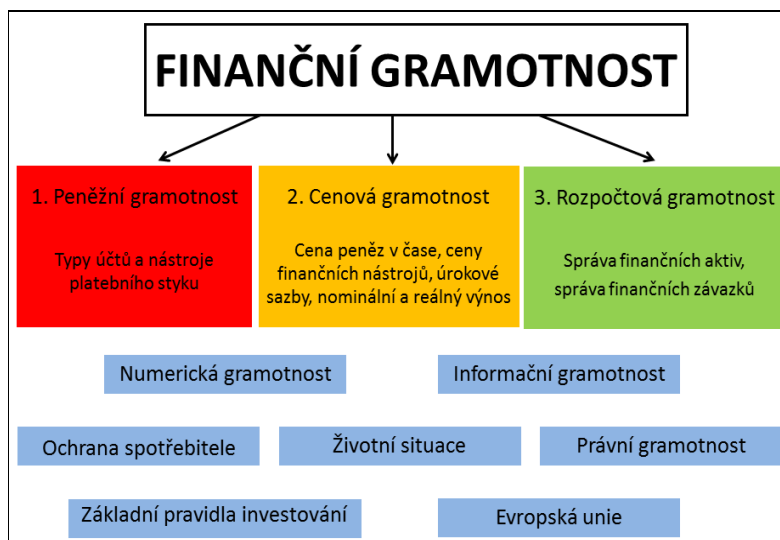 FINANČNÍ GRAMOTNOST
1. Peněžní gramotnost
Typy účtů a nástroje
platebního styku
2. Cenová gramotnost
Cena peněz v čase, ceny
finančních nástrojů, úrokové
sazby, nominální a reálný výnos
3. Rozpočtová gramotnost
Správa finančních aktiv,
správa finančních závazků
Numerická gramotnost
Informační gramotnost
Ochrana spotřebitele
Životní situace
Právní gramotnost
Základní pravidla investování
Evropská unie